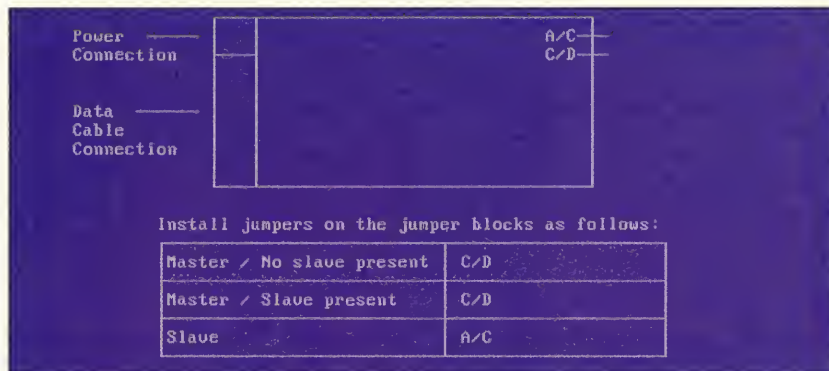 Power
Connection
A/C
C/D
Data
Cable
Connection
Install jumpers on the jumper blocks as follows:
Master / No slave present C/D
Master / Slave present C/D
Slave A/C